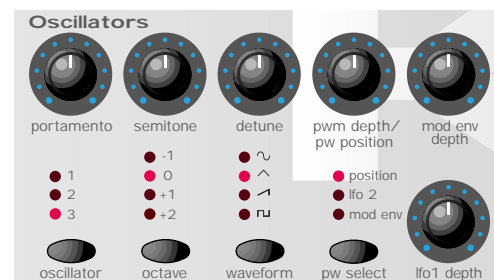 Oscillators
portamento semitone detune pwm depth/ mod env
pw position depth
-1
1 0 position
2 +1 lfo 2
3 +2 mod env
oscillator octave waveform pw select lfo1 depth